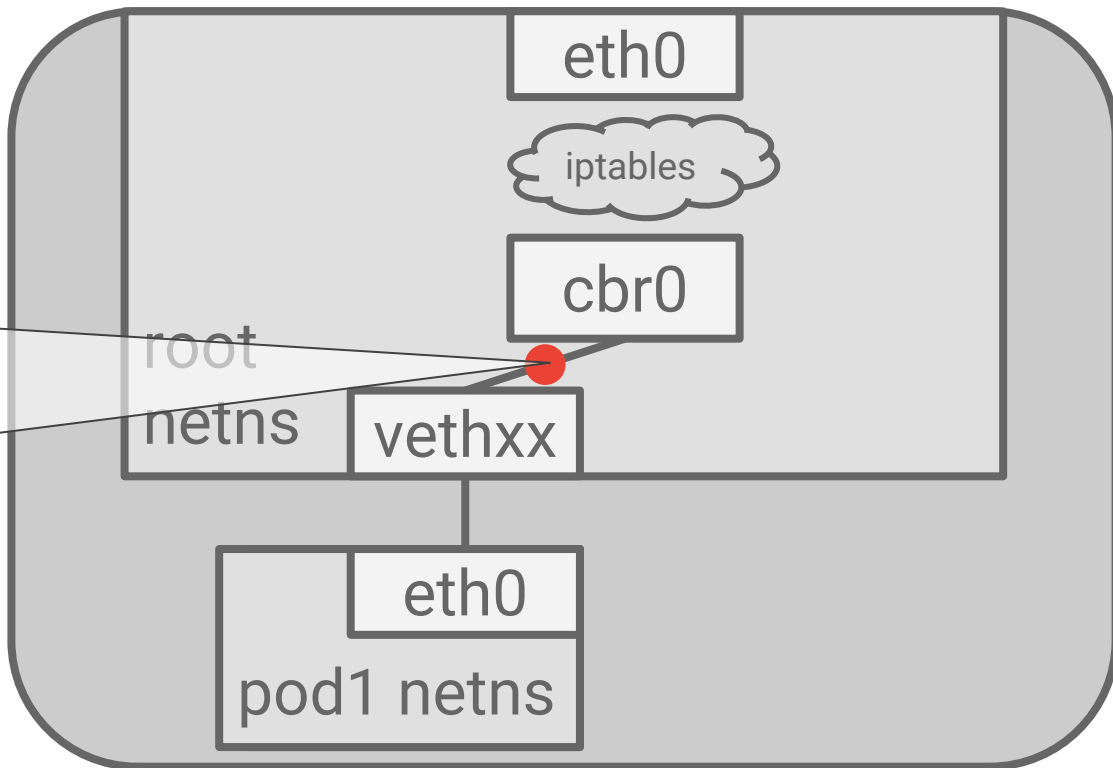 eth0
iptables
cbr0
root
netns
vethxx
eth0
pod1 netns